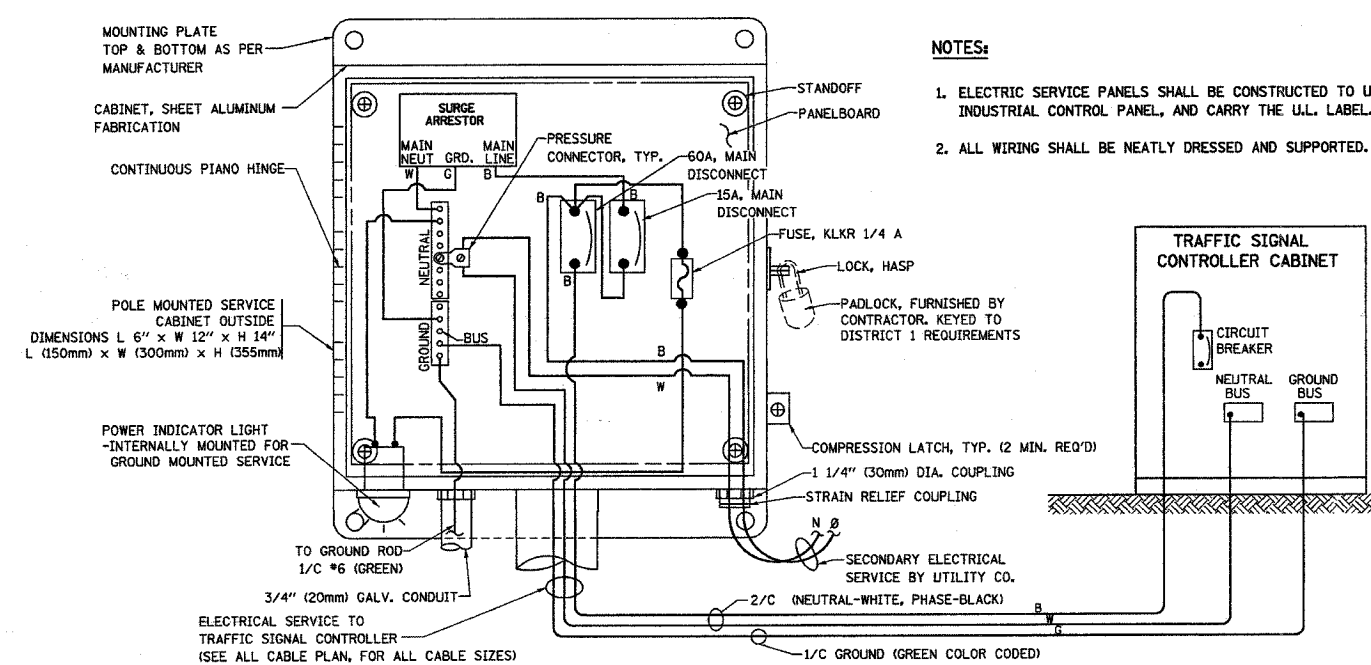 MOUNTING PLATE
TOP & BOTTOM AS PER
MANUFACTURER
CABINET, SHEET ALUMINUM
FABRICATION
CONTINUOUS PIANO HINGE
POLE MOUNTED SERVICE
CABINET OUTSIDE
DIMENSIONS L 6" x W 12" x H 14"
L (150mm) x W (300mm) x H (355mm)
POWER INDICATOR LIGHT
-INTERNALLY MOUNTED FOR
GROUND MOUNTED SERVICE
SURGE
ARRESTOR
MAIN
NEUT
GRD.
MAIN
LINE
W
G
B
PRESSURE
CONNECTOR, TYP.
60A, MAIN
DISCONNECT
15A, MAIN
DISCONNECT
B
B
B
B
NEUTRAL
GROUND
BUS
B
W
FUSE, KLKR 1/4 A
STANDOFF
PANELBOARD
LOCK, HASP
PADLOCK, FURNISHED BY
CONTRACTOR. KEYED TO
DISTRICT 1 REQUIREMENTS
COMPRESSION LATCH, TYP. (2 MIN. REQ'D)
1 1/4" (30mm) DIA. COUPLING
STRAIN RELIEF COUPLING
N Ø
SECONDARY ELECTRICAL
SERVICE BY UTILITY CO.
TO GROUND ROD
1/C #6 (GREEN)
3/4" (20mm) GALV. CONDUIT
ELECTRICAL SERVICE TO
TRAFFIC SIGNAL CONTROLLER
(SEE ALL CABLE PLAN, FOR ALL CABLE SIZES)
2/C (NEUTRAL-WHITE, PHASE-BLACK)
B
W
G
1/C GROUND (GREEN COLOR CODED)
NOTES:
1. ELECTRIC SERVICE PANELS SHALL BE CONSTRUCTED TO U
INDUSTRIAL CONTROL PANEL, AND CARRY THE U.L. LABEL.
2. ALL WIRING SHALL BE NEATLY DRESSED AND SUPPORTED.
TRAFFIC SIGNAL
CONTROLLER CABINET
CIRCUIT
BREAKER
NEUTRAL
BUS
GROUND
BUS